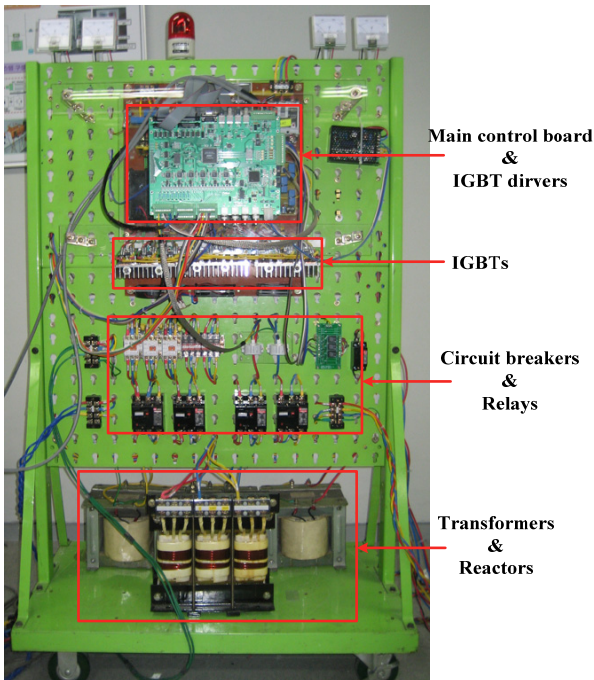 Main control board
&
IGBT dirvers
IGBTs
Circuit breakers
&
Relays
Transformers
&
Reactors